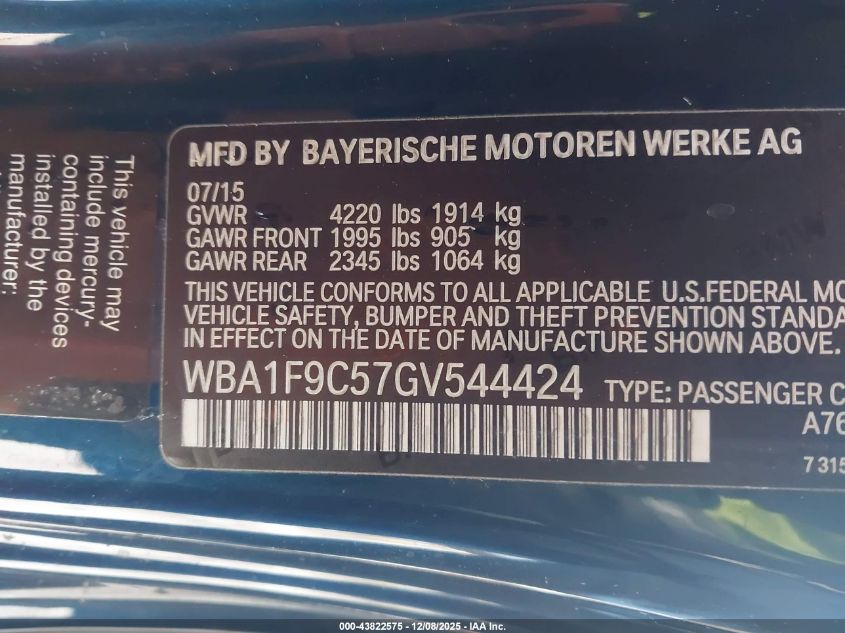 This vehicle may
include mercury-
containing devices
installed by the
manufacturer:
MFD BY BAYERISCHE MOTOREN WERKE AG
07/15
GVWR 4220 lbs 1914 kg
GAWR FRONT 1995 lbs 905 kg
GAWR REAR 2345 lbs 1064 kg
THIS VEHICLE CONFORMS TO ALL APPLICABLE U.S.FEDERAL MO
VEHICLE SAFETY, BUMPER AND THEFT PREVENTION STANDA
IN EFFECT ON THE DATE OF MANUFACTURE SHOWN ABOVE.
WBA1F9C57GV544424 TYPE: PASSENGER C
A76
7 315
000-43822575 - 12/08/2025 - IAA Inc.